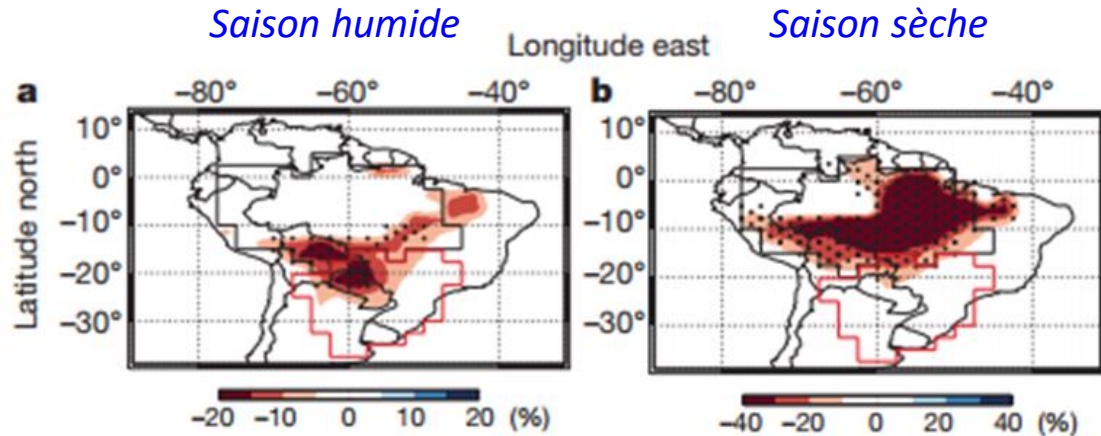 Saison humide
Saison sèche
Longitude east
a
−80° −60° −40°
b
−80° −60° −40°
Latitude north
10°
0°
−10°
−20°
−30°
10°
0°
−10°
−20°
−30°
−20 −10 0 10 20 (%)
−40 −20 0 20 40 (%)